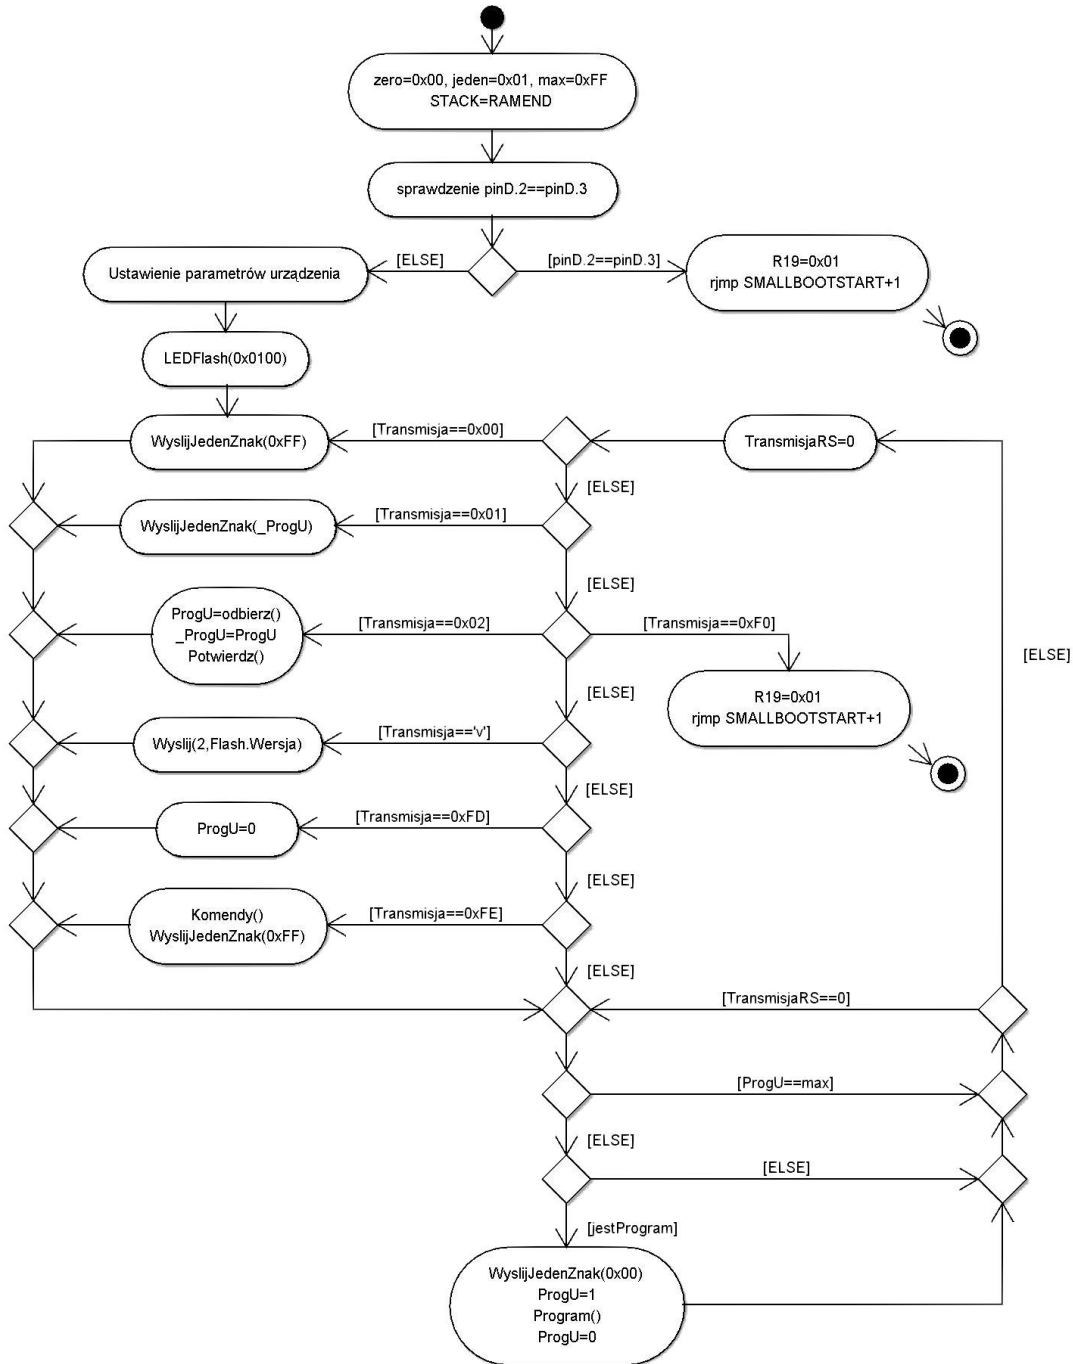 zero=0x00, jeden=0x01, max=0xFF
STACK=RAMEND
sprawdzenie pinD.2==pinD.3
[ELSE]
[pinD.2==pinD.3]
Ustawienie parametrów urządzenia
R19=0x01
rjmp SMALLBOOTSTART+1
LEDFlash(0x0100)
WyslijJedenZnak(0xFF)
[Transmisja==0x00]
TransmisjaRS=0
[ELSE]
WyslijJedenZnak(_ProgU)
[Transmisja==0x01]
[ELSE]
ProgU=odbierz()
_ProgU=ProgU
Potwierdz()
[Transmisja==0x02]
[Transmisja==0xF0]
[ELSE]
[ELSE]
R19=0x01
rjmp SMALLBOOTSTART+1
Wyslij(2,Flash.Wersja)
[Transmisja=='v']
[ELSE]
ProgU=0
[Transmisja==0xFD]
[ELSE]
Komendy()
WyslijJedenZnak(0xFF)
[Transmisja==0xFE]
[ELSE]
[TransmisjaRS==0]
[ProgU==max]
[ELSE]
[ELSE]
[jestProgram]
WyslijJedenZnak(0x00)
ProgU=1
Program()
ProgU=0